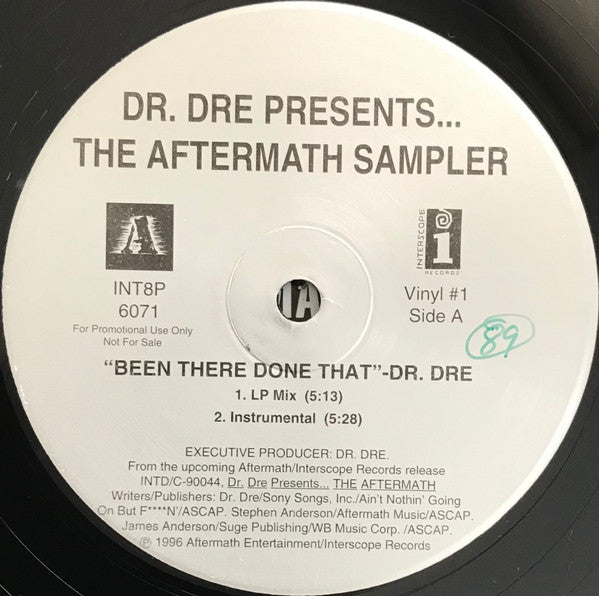 DR. DRE PRESENTS...
THE AFTERMATH SAMPLER
A
INTERSCOPE
RECORDS
i
INT8P
6071
For Promotional Use Only
Not For Sale
Vinyl #1
Side A
89
A
“BEEN THERE DONE THAT”-DR. DRE
1. LP Mix (5:13)
2. Instrumental (5:28)
EXECUTIVE PRODUCER: DR. DRE.
From the upcoming Aftermath/Interscope Records release
INTD/C-90044, Dr. Dre Presents... THE AFTERMATH
Writers/Publishers: Dr. Dre/Sony Songs, Inc./Ain't Nothin' Going
On But F****N'/ASCAP. Stephen Anderson/Aftermath Music/ASCAP.
James Anderson/Suge Publishing/WB Music Corp. /ASCAP.
℗ 1996 Aftermath Entertainment/Interscope Records